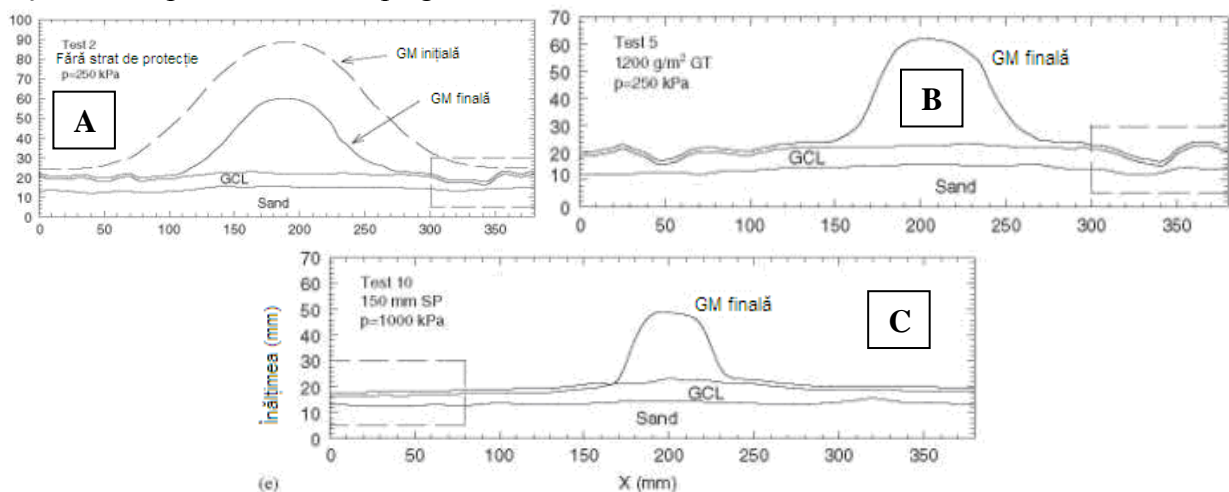 Test 2
Fără strat de protecție
p=250 kPa
GM inițială
GM finală
A
GCL
Sand
100
90
80
70
60
50
40
30
20
10
0
0 50 100 150 200 250 300 350
Test 5
1200 g/m² GT
p=250 kPa
GM finală
B
GCL
Sand
70
60
50
40
30
20
10
0
0 50 100 150 200 250 300 350
Test 10
150 mm SP
p=1000 kPa
GM finală
C
GCL
Sand
Înălțimea (mm)
70
60
50
40
30
20
10
0
0 50 100 150 200 250 300 350
(e)
X (mm)